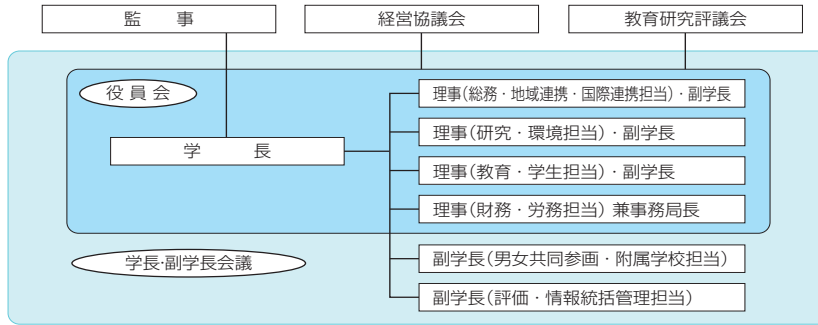 監 事
経営協議会
教育研究評議会
役員会
理事(総務・地域連携・国際連携担当)・副学長
理事(研究・環境担当)・副学長
学 長
理事(教育・学生担当)・副学長
理事(財務・労務担当) 兼事務局長
学長·副学長会議
副学長(男女共同参画・附属学校担当)
副学長(評価・情報統括管理担当)